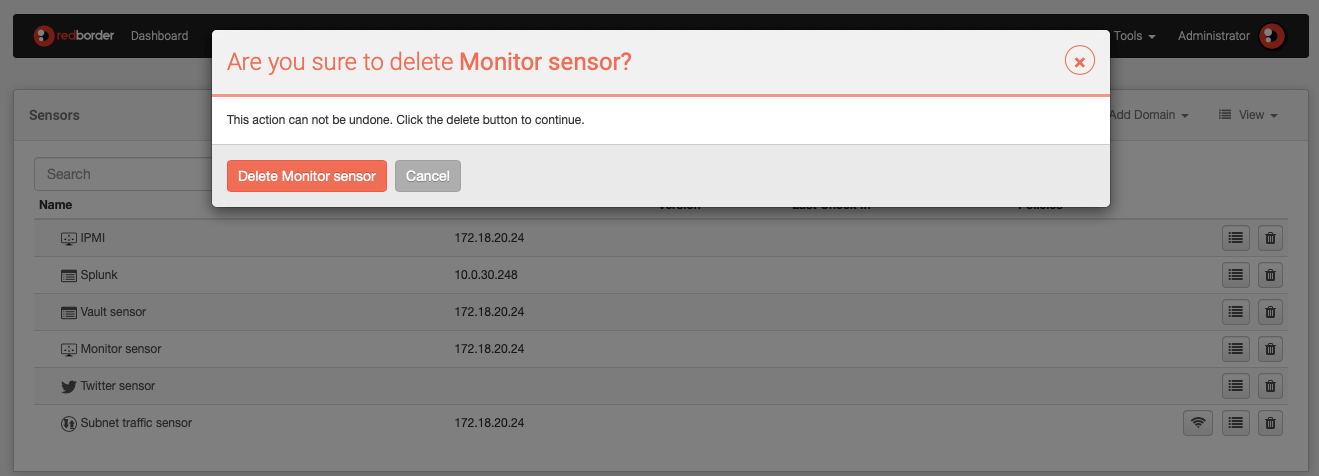 redborder Dashboard Tools Administrator
Are you sure to delete Monitor sensor?
Sensors Add Domain View
This action can not be undone. Click the delete button to continue.
Search Delete Monitor sensor Cancel
Name Version Last Check-in Policies
IPMI 172.18.20.24
Splunk 10.0.30.248
Vault sensor 172.18.20.24
Monitor sensor 172.18.20.24
Twitter sensor
Subnet traffic sensor 172.18.20.24